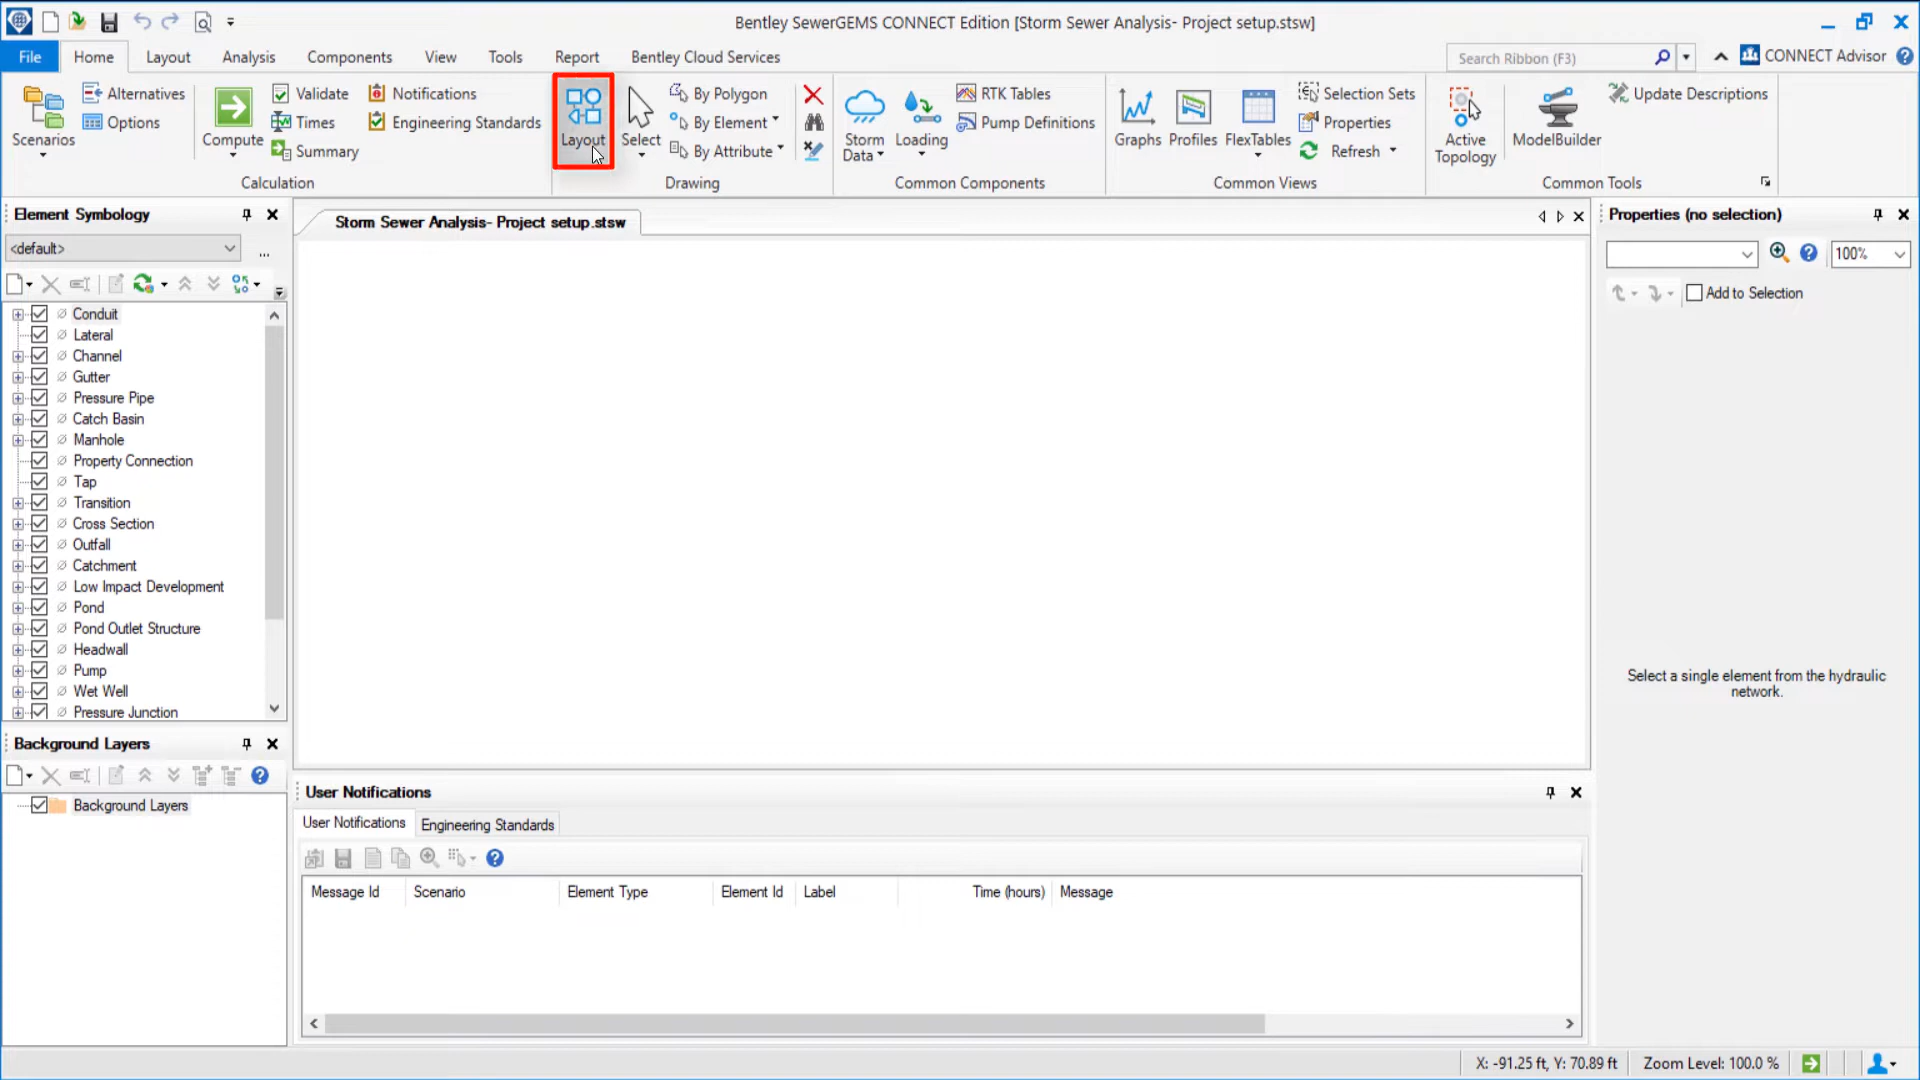 Bentley SewerGEMS CONNECT Edition [Storm Sewer Analysis- Project setup.stsw]
File Home Layout Analysis Components View Tools Report Bentley Cloud Services Search Ribbon (F3) CONNECT Advisor
Scenarios
Alternatives
Options
Compute
Validate
Times
Summary
Notifications
Engineering Standards
Calculation
Layout
Select
By Polygon
By Element
By Attribute
Drawing
Storm
Data
Loading
RTK Tables
Pump Definitions
Common Components
Graphs
Profiles
FlexTables
Selection Sets
Properties
Refresh
Common Views
Active
Topology
ModelBuilder
Update Descriptions
Common Tools
Element Symbology
<default>
...
Conduit
Lateral
Channel
Gutter
Pressure Pipe
Catch Basin
Manhole
Property Connection
Tap
Transition
Cross Section
Outfall
Catchment
Low Impact Development
Pond
Pond Outlet Structure
Headwall
Pump
Wet Well
Pressure Junction
Background Layers
Background Layers
Storm Sewer Analysis- Project setup.stsw
User Notifications
User Notifications Engineering Standards
Message Id Scenario Element Type Element Id Label Time (hours) Message
Properties (no selection)
100%
Add to Selection
Select a single element from the hydraulic
network.
X: -91.25 ft, Y: 70.89 ft Zoom Level: 100.0 %